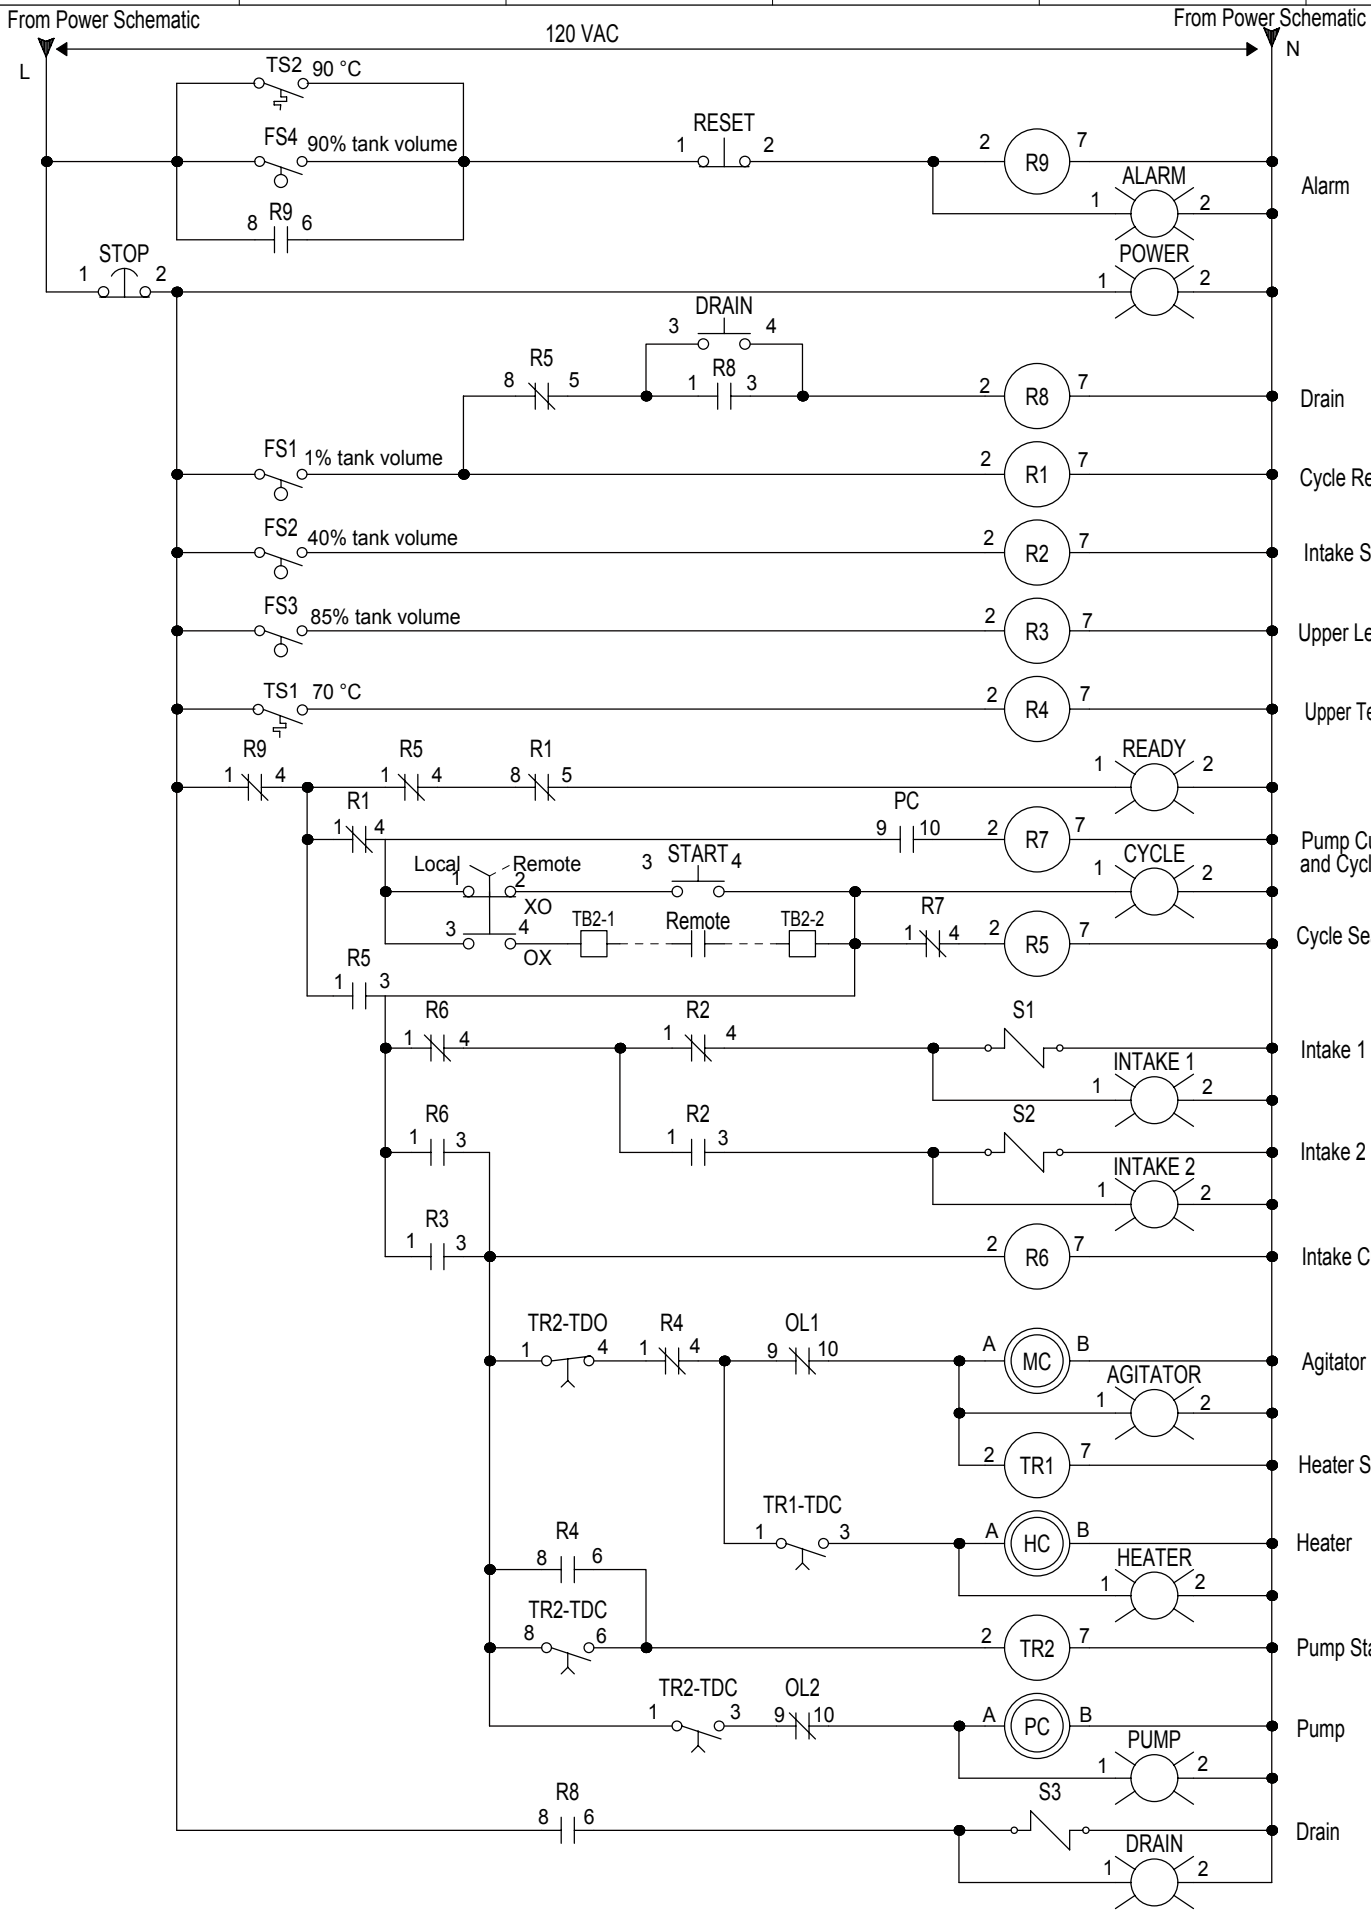 From Power Schematic
From Power Schematic
120 VAC
L
N
TS2 90 °C
FS4 90% tank volume
RESET
1 2
2 R9 7
Alarm
ALARM
1 2
R9
8 6
STOP
1 2
POWER
1 2
DRAIN
3 4
R5
8 5
R8
1 3
2 R8 7
Drain
FS1 1% tank volume
2 R1 7
Cycle Re
FS2 40% tank volume
2 R2 7
Intake S
FS3 85% tank volume
2 R3 7
Upper Le
TS1 70 °C
2 R4 7
Upper Te
R9
1 4
R5
1 4
R1
8 5
READY
1 2
R1
1 4
PC
9 10
2 R7 7
Pump Cu
and Cycl
Local Remote
1 2
XO
3 START 4
CYCLE
1 2
3 4
OX
TB2-1 Remote TB2-2
R7
1 4
2 R5 7
Cycle Se
R5
1 3
R6
1 4
R2
1 4
S1
Intake 1
INTAKE 1
1 2
R6
1 3
R2
1 3
S2
Intake 2
INTAKE 2
1 2
R3
1 3
2 R6 7
Intake C
TR2-TDO
1 4
R4
1 4
OL1
9 10
A MC B
Agitator
AGITATOR
1 2
2 TR1 7
Heater S
TR1-TDC
1 3
A HC B
Heater
HEATER
1 2
R4
8 6
TR2-TDC
8 6
2 TR2 7
Pump Sta
TR2-TDC
1 3
OL2
9 10
A PC B
Pump
PUMP
1 2
R8
8 6
S3
Drain
DRAIN
1 2